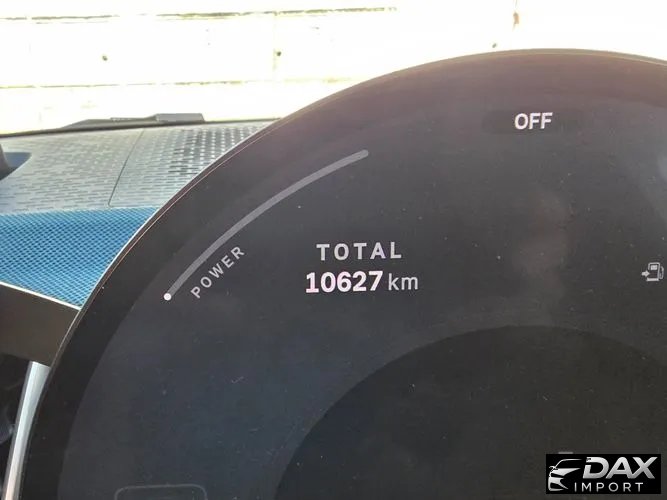 OFF
POWER
TOTAL
10627 km
DAX
IMPORT